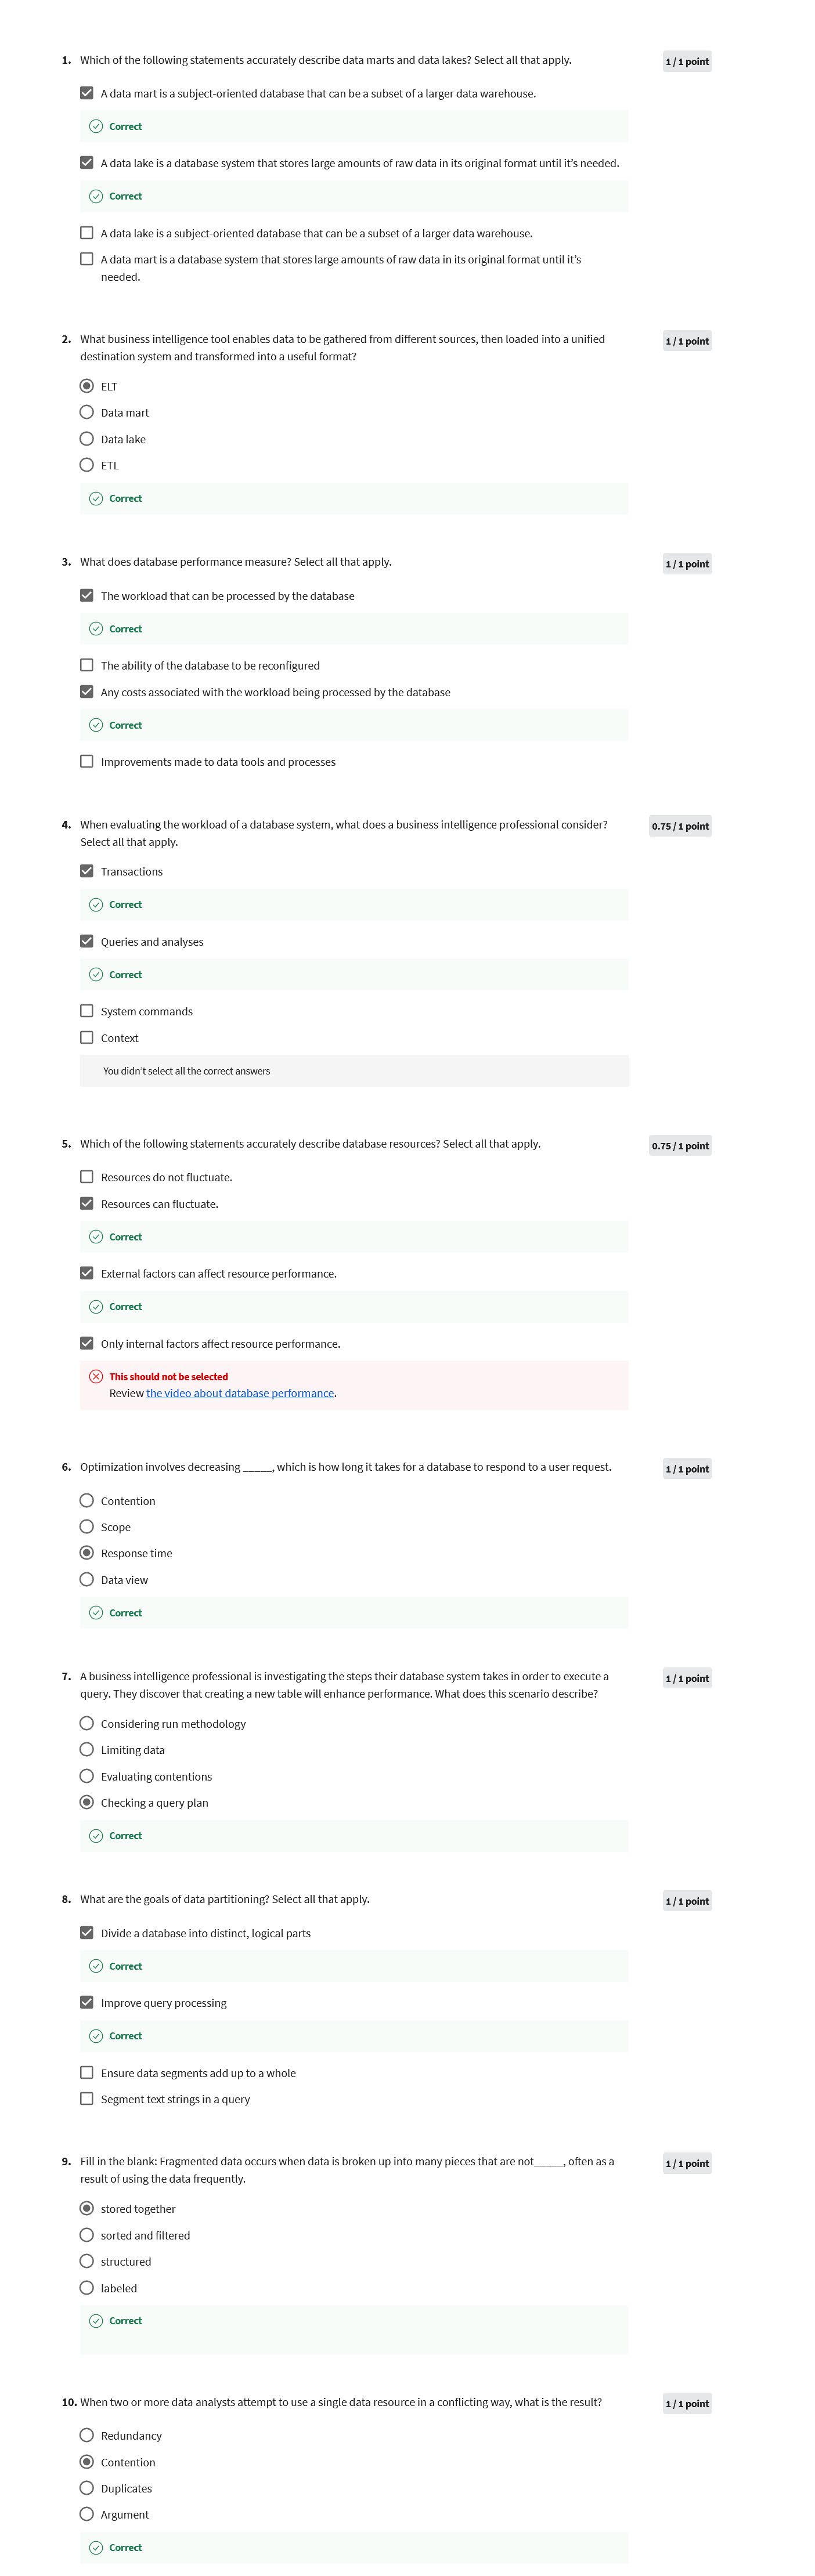 1. Which of the following statements accurately describe data marts and data lakes? Select all that apply.
1 / 1 point
A data mart is a subject-oriented database that can be a subset of a larger data warehouse.
Correct
A data lake is a database system that stores large amounts of raw data in its original format until it’s needed.
Correct
A data lake is a subject-oriented database that can be a subset of a larger data warehouse.
A data mart is a database system that stores large amounts of raw data in its original format until it’s
needed.
2. What business intelligence tool enables data to be gathered from different sources, then loaded into a unified
destination system and transformed into a useful format?
1 / 1 point
ELT
Data mart
Data lake
ETL
Correct
3. What does database performance measure? Select all that apply.
1 / 1 point
The workload that can be processed by the database
Correct
The ability of the database to be reconfigured
Any costs associated with the workload being processed by the database
Correct
Improvements made to data tools and processes
4. When evaluating the workload of a database system, what does a business intelligence professional consider?
Select all that apply.
0.75 / 1 point
Transactions
Correct
Queries and analyses
Correct
System commands
Context
You didn’t select all the correct answers
5. Which of the following statements accurately describe database resources? Select all that apply.
0.75 / 1 point
Resources do not fluctuate.
Resources can fluctuate.
Correct
External factors can affect resource performance.
Correct
Only internal factors affect resource performance.
This should not be selected
Review the video about database performance.
6. Optimization involves decreasing _____, which is how long it takes for a database to respond to a user request.
1 / 1 point
Contention
Scope
Response time
Data view
Correct
7. A business intelligence professional is investigating the steps their database system takes in order to execute a
query. They discover that creating a new table will enhance performance. What does this scenario describe?
1 / 1 point
Considering run methodology
Limiting data
Evaluating contentions
Checking a query plan
Correct
8. What are the goals of data partitioning? Select all that apply.
1 / 1 point
Divide a database into distinct, logical parts
Correct
Improve query processing
Correct
Ensure data segments add up to a whole
Segment text strings in a query
9. Fill in the blank: Fragmented data occurs when data is broken up into many pieces that are not_____, often as a
result of using the data frequently.
1 / 1 point
stored together
sorted and filtered
structured
labeled
Correct
10. When two or more data analysts attempt to use a single data resource in a conflicting way, what is the result?
1 / 1 point
Redundancy
Contention
Duplicates
Argument
Correct